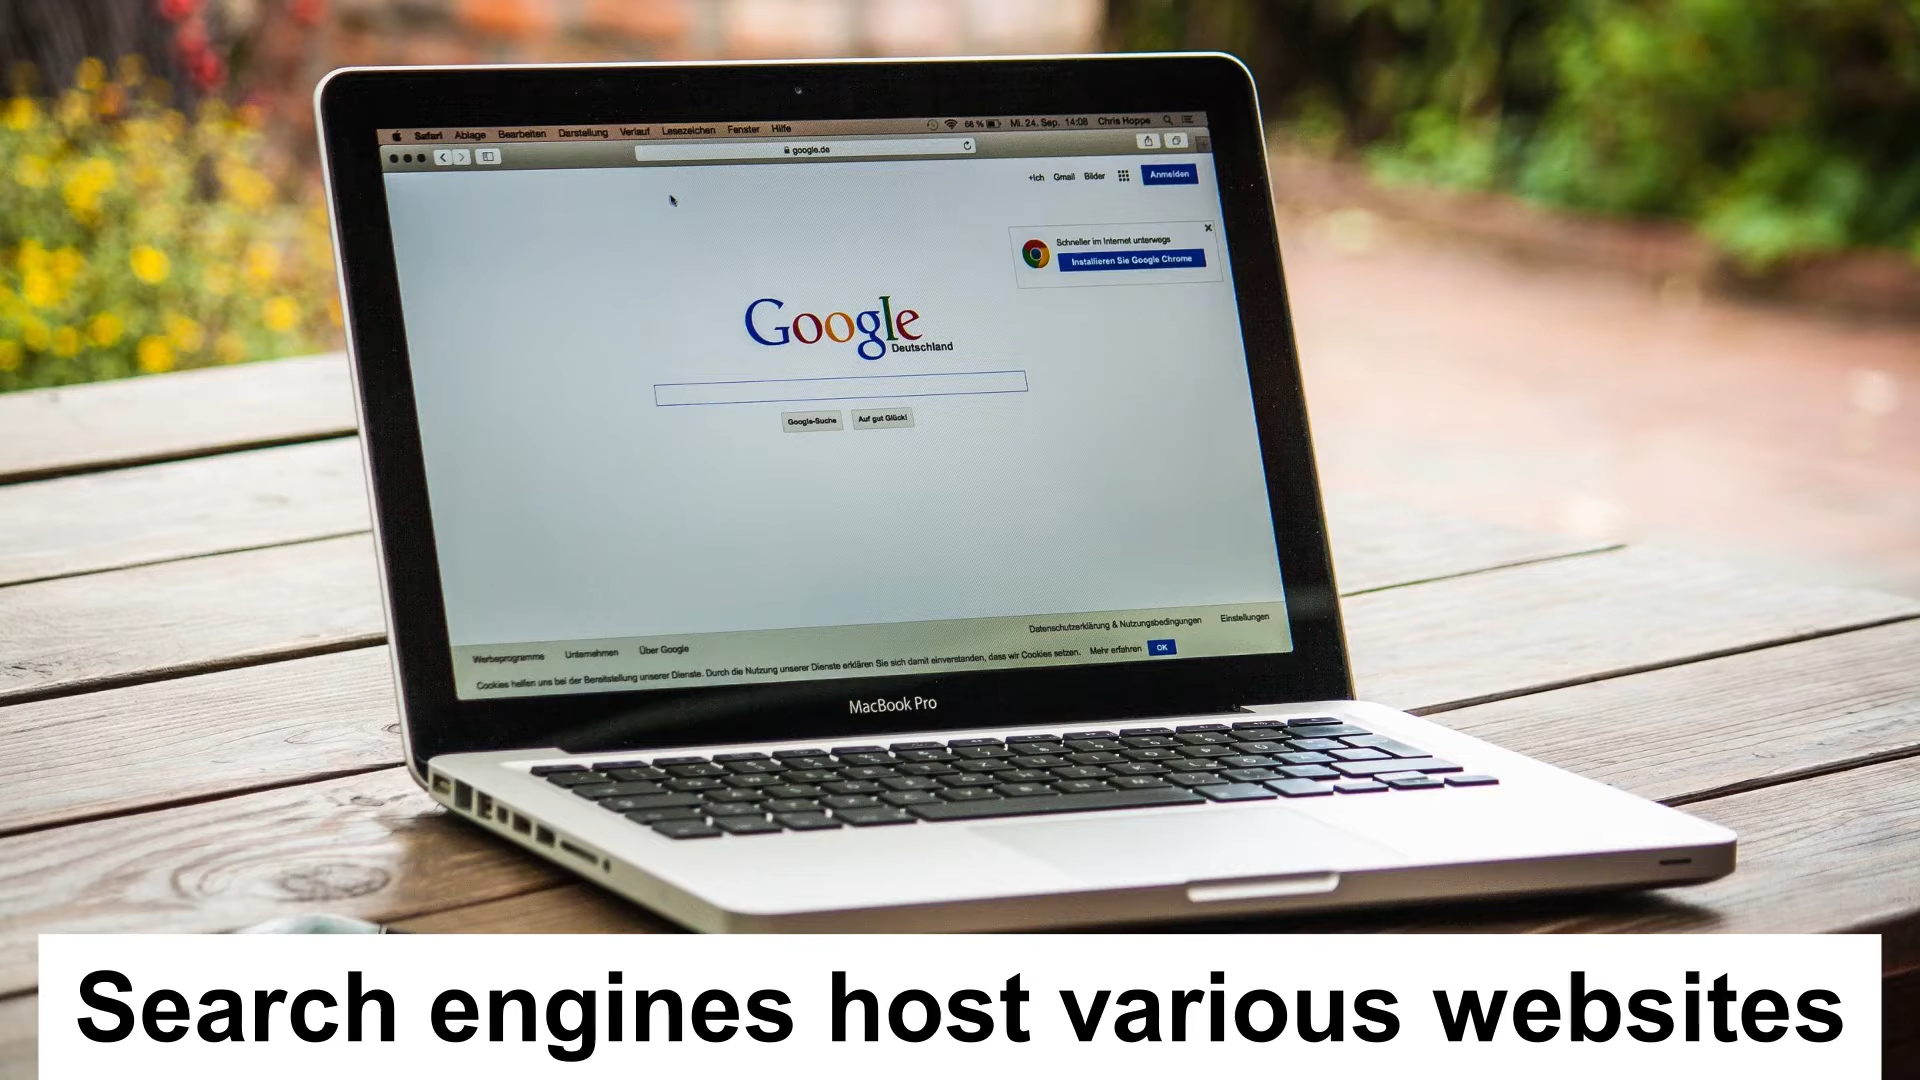 Safari Ablage Bearbeiten Darstellung Verlauf Lesezeichen Fenster Hilfe 68 % Mi. 24. Sep. 14:08 Chris Hoppe
google.de
+Ich Gmail Bilder Anmelden
Schneller im Internet unterwegs
Installieren Sie Google Chrome
Google
Deutschland
Google-Suche Auf gut Glück!
Werbeprogramme Unternehmen Über Google Datenschutzerklärung & Nutzungsbedingungen Einstellungen
Cookies helfen uns bei der Bereitstellung unserer Dienste. Durch die Nutzung unserer Dienste erklären Sie sich damit einverstanden, dass wir Cookies setzen. Mehr erfahren OK
MacBook Pro
Search engines host various websites